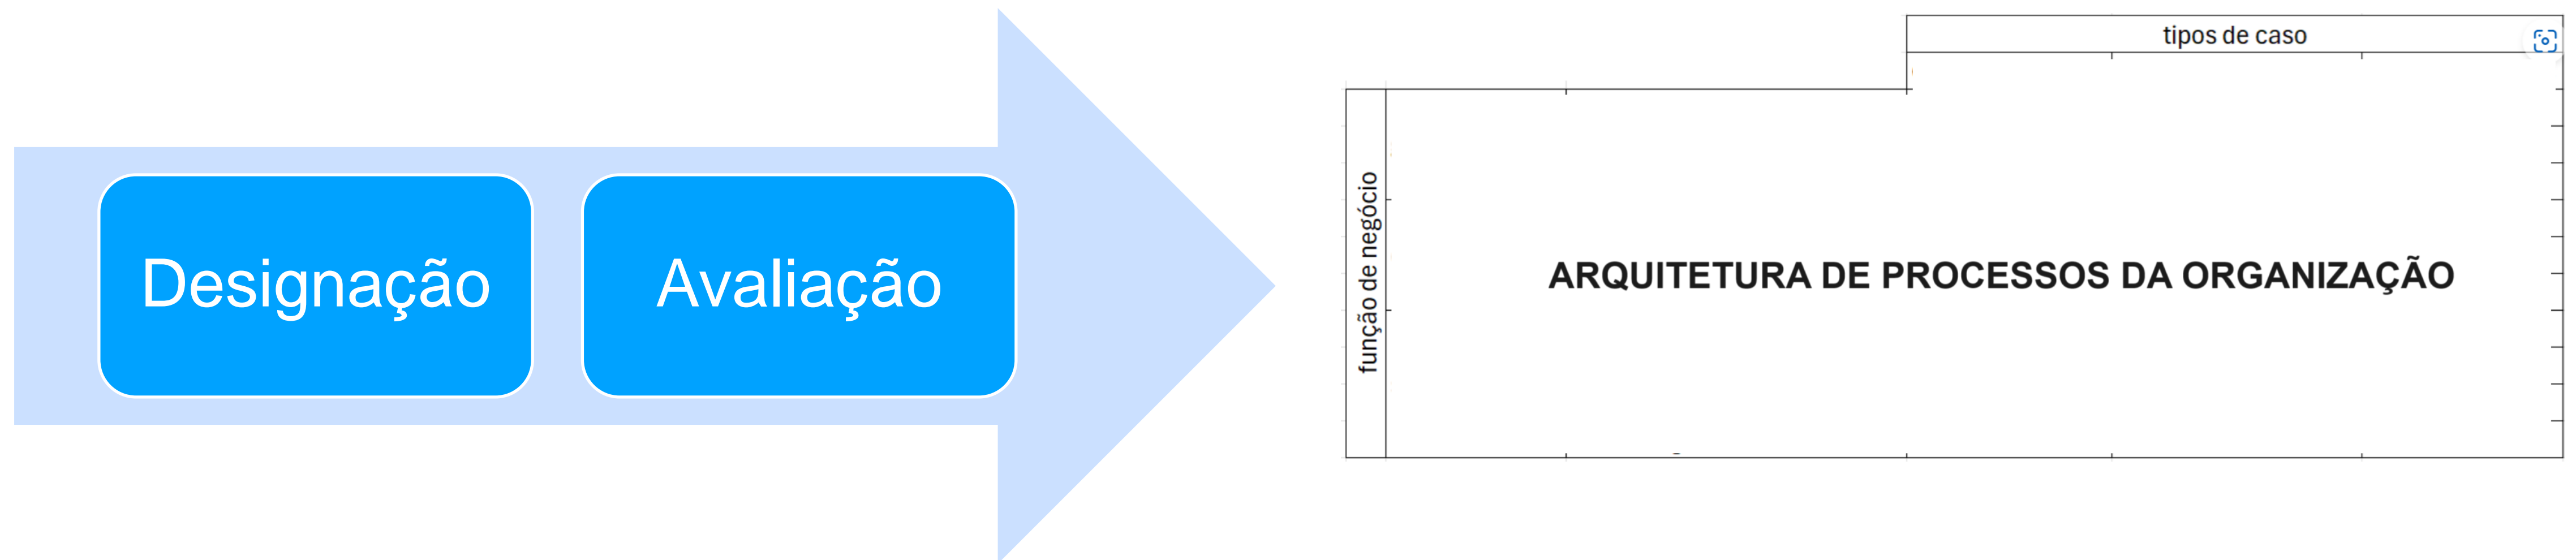 Designação
Avaliação
tipos de caso
função de negócio
ARQUITETURA DE PROCESSOS DA ORGANIZAÇÃO